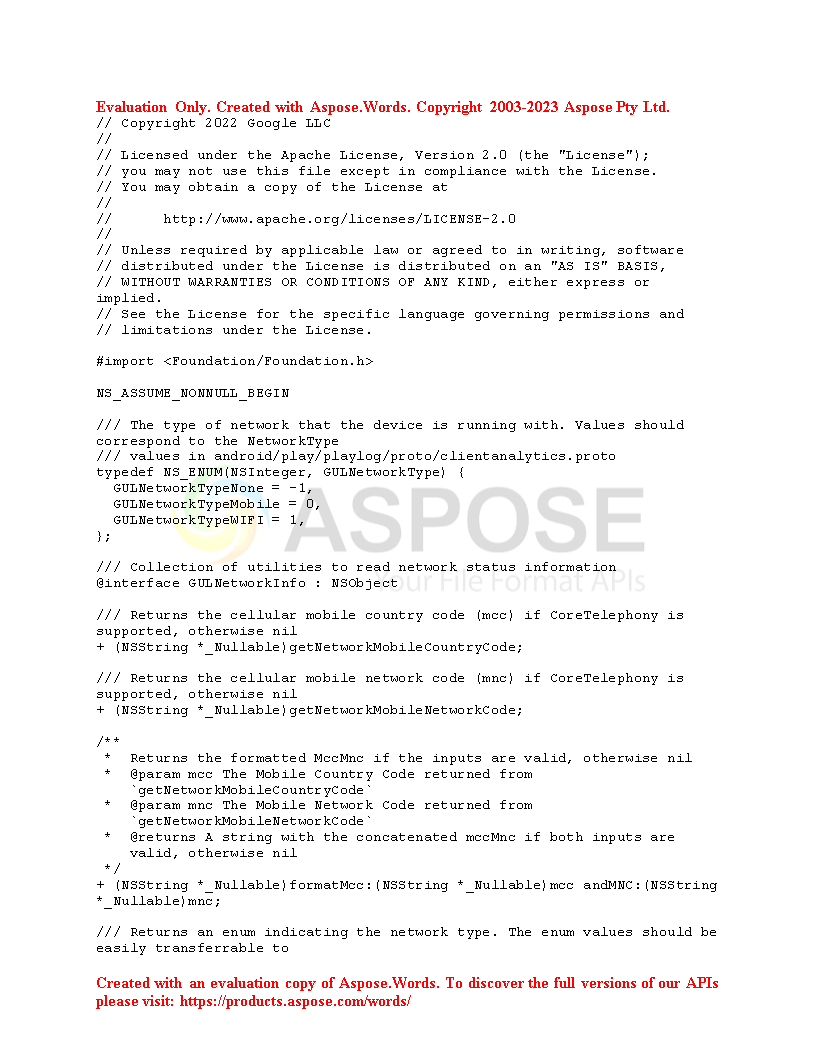 Evaluation Only. Created with Aspose.Words. Copyright 2003-2023 Aspose Pty Ltd.
// Copyright 2022 Google LLC
//
// Licensed under the Apache License, Version 2.0 (the "License");
// you may not use this file except in compliance with the License.
// You may obtain a copy of the License at
//
//      http://www.apache.org/licenses/LICENSE-2.0
//
// Unless required by applicable law or agreed to in writing, software
// distributed under the License is distributed on an "AS IS" BASIS,
// WITHOUT WARRANTIES OR CONDITIONS OF ANY KIND, either express or
implied.
// See the License for the specific language governing permissions and
// limitations under the License.

#import <Foundation/Foundation.h>

NS_ASSUME_NONNULL_BEGIN

/// The type of network that the device is running with. Values should
correspond to the NetworkType
/// values in android/play/playlog/proto/clientanalytics.proto
typedef NS_ENUM(NSInteger, GULNetworkType) {
  GULNetworkTypeNone = -1,
  GULNetworkTypeMobile = 0,
  GULNetworkTypeWIFI = 1,
};
ASPOSE
Your File Format APIs

/// Collection of utilities to read network status information
@interface GULNetworkInfo : NSObject

/// Returns the cellular mobile country code (mcc) if CoreTelephony is
supported, otherwise nil
+ (NSString *_Nullable)getNetworkMobileCountryCode;

/// Returns the cellular mobile network code (mnc) if CoreTelephony is
supported, otherwise nil
+ (NSString *_Nullable)getNetworkMobileNetworkCode;

/**
 *  Returns the formatted MccMnc if the inputs are valid, otherwise nil
 *  @param mcc The Mobile Country Code returned from
    `getNetworkMobileCountryCode`
 *  @param mnc The Mobile Network Code returned from
    `getNetworkMobileNetworkCode`
 *  @returns A string with the concatenated mccMnc if both inputs are
    valid, otherwise nil
 */
+ (NSString *_Nullable)formatMcc:(NSString *_Nullable)mcc andMNC:(NSString
*_Nullable)mnc;

/// Returns an enum indicating the network type. The enum values should be
easily transferrable to

Created with an evaluation copy of Aspose.Words. To discover the full versions of our APIs
please visit: https://products.aspose.com/words/